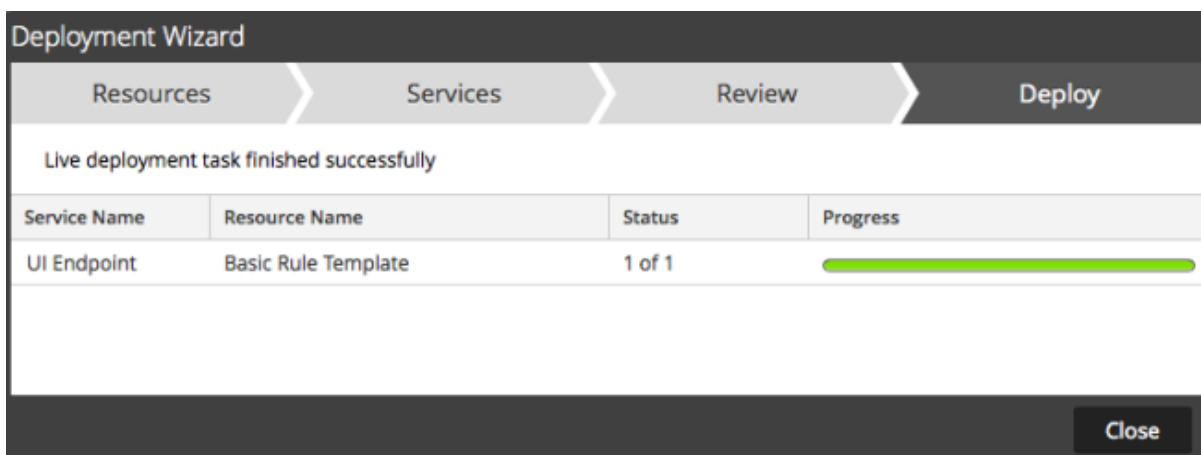 Deployment Wizard
Resources Services Review Deploy
Live deployment task finished successfully
Service Name Resource Name Status Progress
UI Endpoint Basic Rule Template 1 of 1
Close